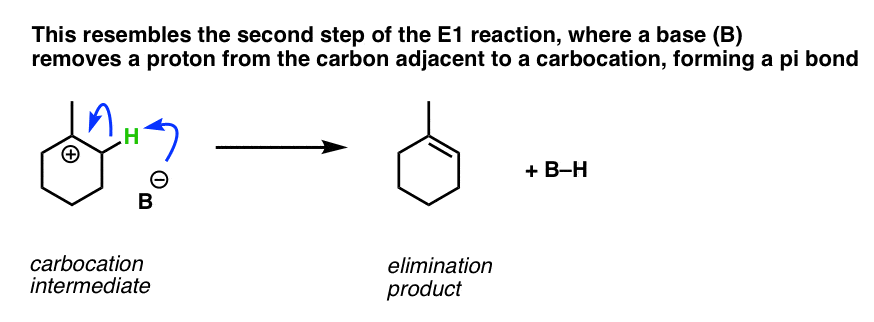 This resembles the second step of the E1 reaction, where a base (B)
removes a proton from the carbon adjacent to a carbocation, forming a pi bond
H
⊕
⊖
B
+ B–H
carbocation
intermediate
elimination
product